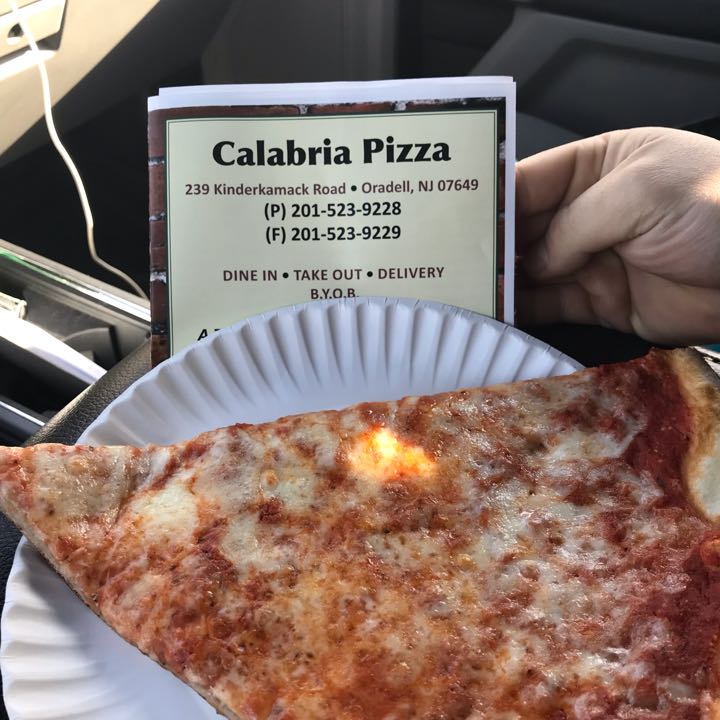 Calabria Pizza
239 Kinderkamack Road • Oradell, NJ 07649
(P) 201-523-9228
(F) 201-523-9229
DINE IN • TAKE OUT • DELIVERY
B.Y.O.B.